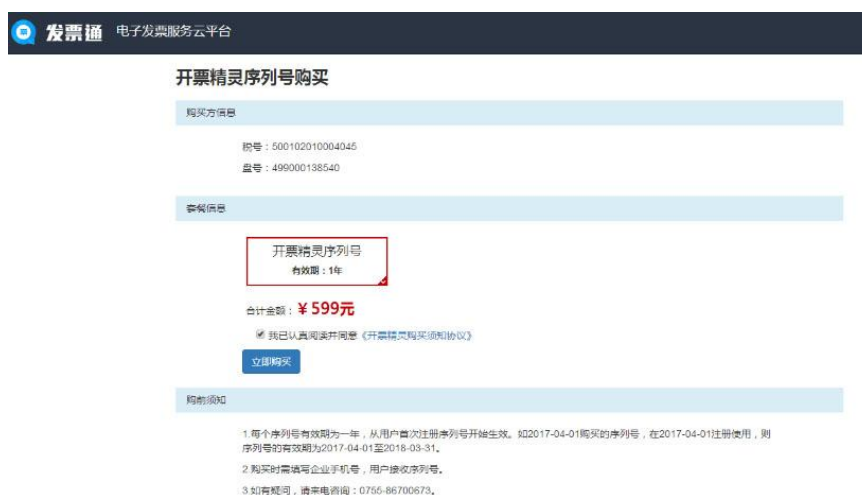 发票通 电子发票服务云平台
开票精灵序列号购买
购买方信息
税号：500102010004045
盘号：499000138540
套餐信息
开票精灵序列号
有效期：1年
合计金额：￥599元
我已认真阅读并同意《开票精灵购买须知协议》
立即购买
购前须知
1.每个序列号有效期为一年，从用户首次注册序列号开始生效。如2017-04-01购买的序列号，在2017-04-01注册使用，则
序列号的有效期为2017-04-01至2018-03-31。
2.购买时需填写企业手机号，用户接收序列号。
3.如有疑问，请来电咨询：0755-86700673。